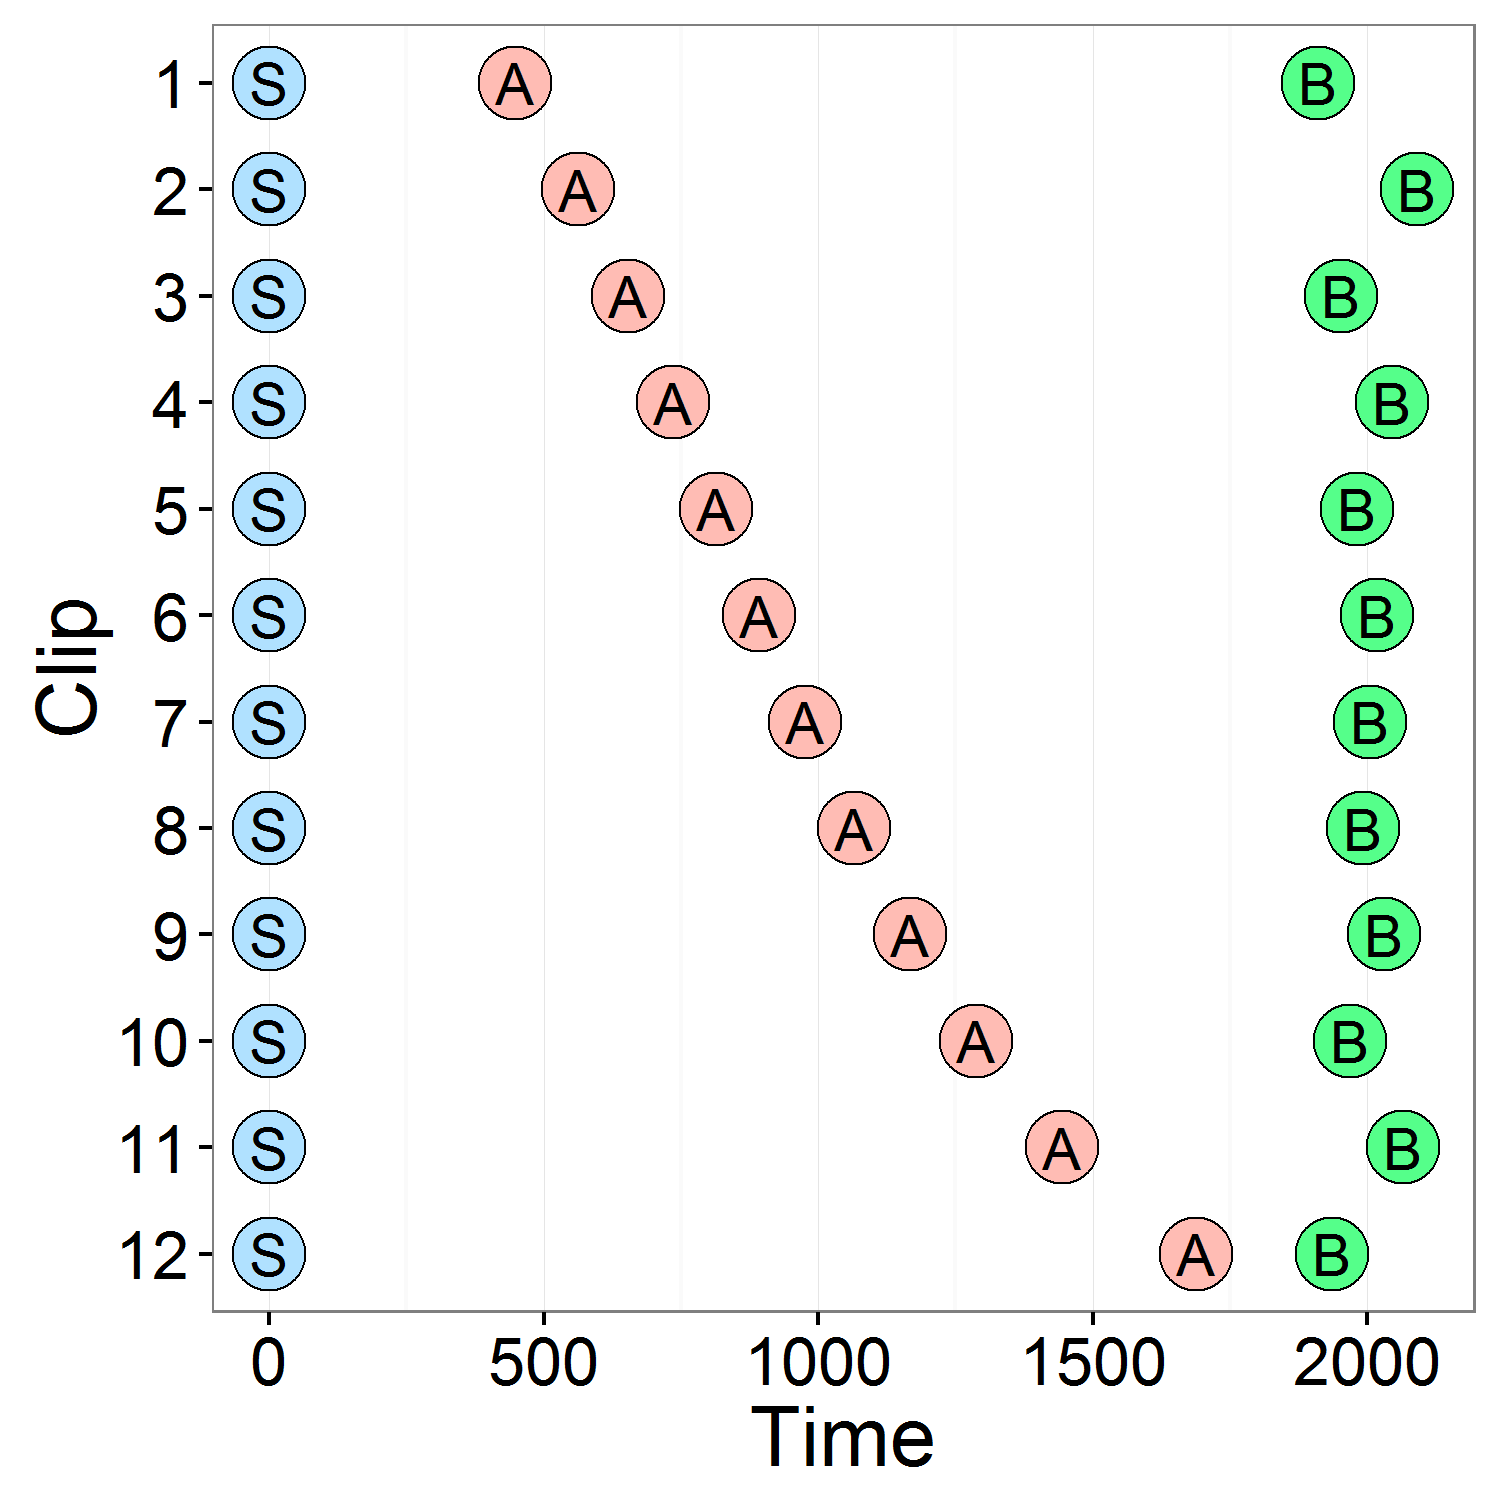 1 S A B
2 S A B
3 S A B
4 S A B
5 S A B
6 S A B
7 S A B
8 S A B
9 S A B
10 S A B
11 S A B
12 S A B
Clip
0 500 1000 1500 2000
Time